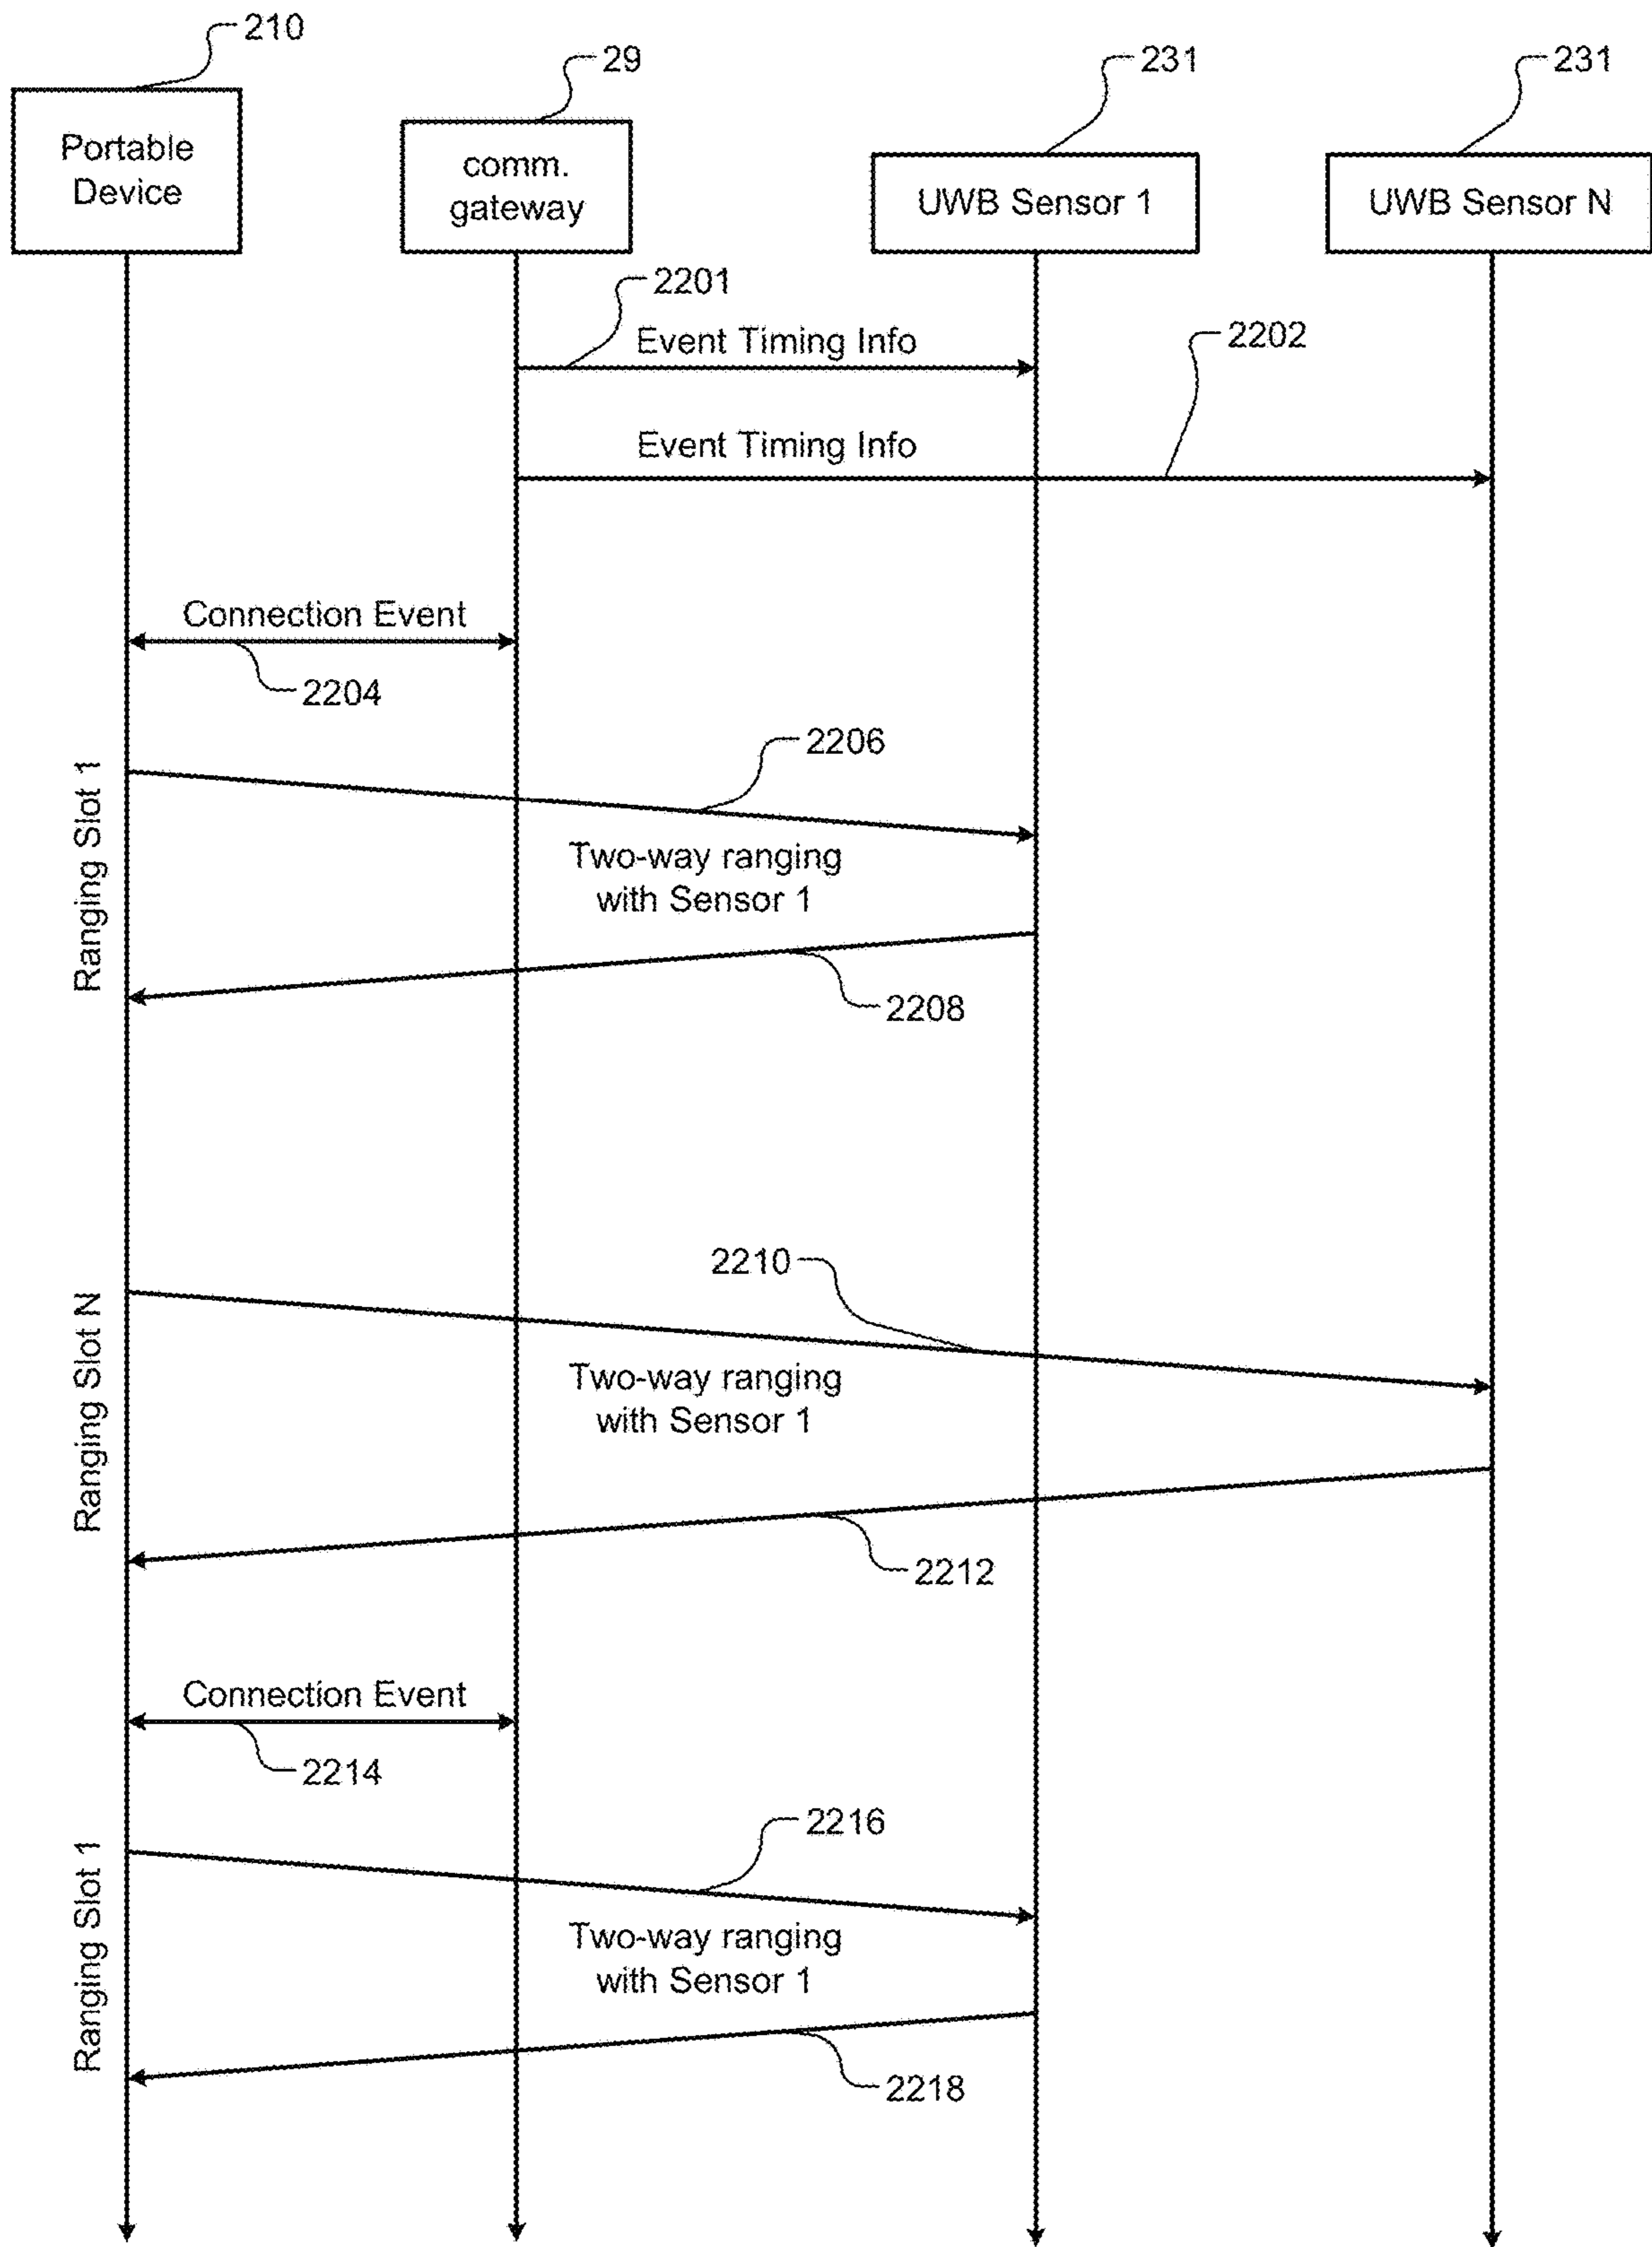 210
29
231
231
Portable
Device
comm.
gateway
UWB Sensor 1
UWB Sensor N
2201
Event Timing Info
2202
Event Timing Info
Connection Event
2204
Ranging Slot 1
2206
Two-way ranging
with Sensor 1
2208
Ranging Slot N
2210
Two-way ranging
with Sensor 1
2212
Connection Event
2214
Ranging Slot 1
2216
Two-way ranging
with Sensor 1
2218